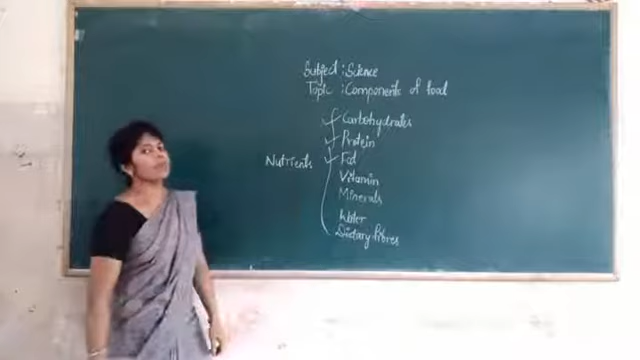 Subject : Science
Topic : Components of food
Carbohydrates
Protein
Nutrients
Fat
Vitamin
Minerals
Water
Dietary fibres